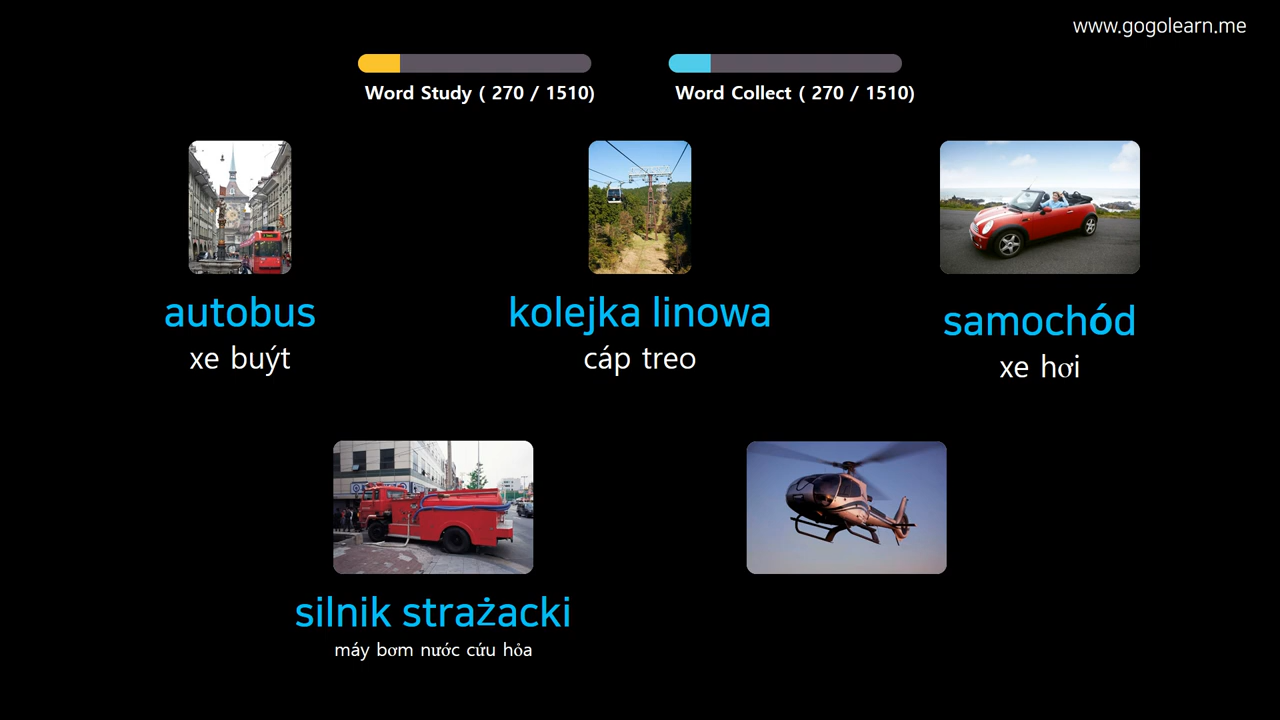 www.gogolearn.me
Word Study ( 270 / 1510)
Word Collect ( 270 / 1510)
autobus
xe buýt
kolejka linowa
cáp treo
samochód
xe hơi
silnik strażacki
máy bơm nước cứu hỏa